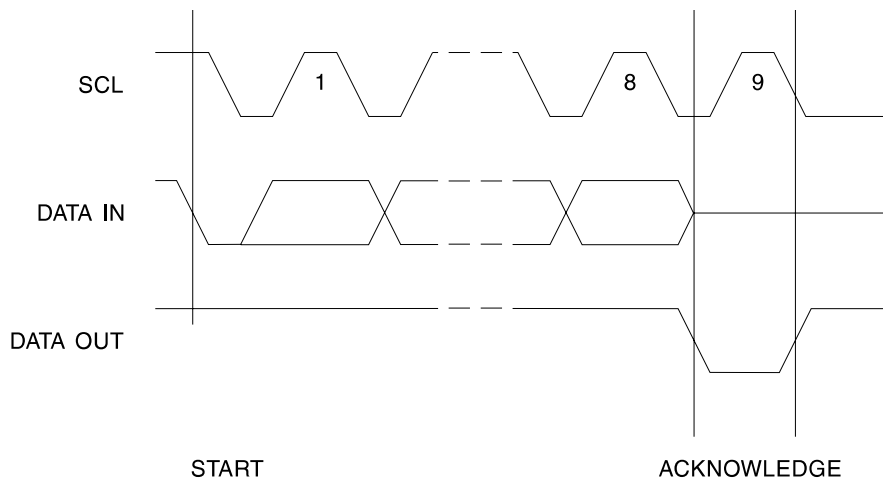 SCL
1
8
9
DATA IN
DATA OUT
START
ACKNOWLEDGE